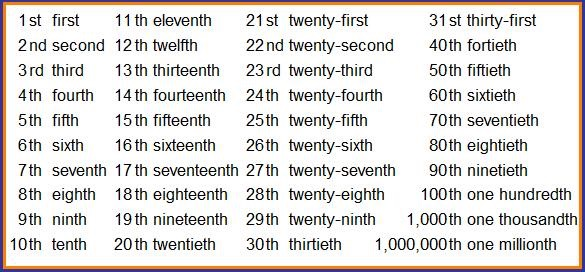 1st first 11th eleventh 21st twenty-first 31st thirty-first
2nd second 12th twelfth 22nd twenty-second 40th fortieth
3rd third 13th thirteenth 23rd twenty-third 50th fiftieth
4th fourth 14th fourteenth 24th twenty-fourth 60th sixtieth
5th fifth 15th fifteenth 25th twenty-fifth 70th seventieth
6th sixth 16th sixteenth 26th twenty-six 80th eightieth
7th seventh 17th seventeenth 27th twenty-seven 90th ninetieth
8th eighth 18th eighteenth 28th twenty-eight 100th one hundredth
9th ninth 19th nineteenth 29th twenty-ninth 1,000th one thousandth
10th tenth 20th twentieth 30th thirtieth 1,000,000th one millionth